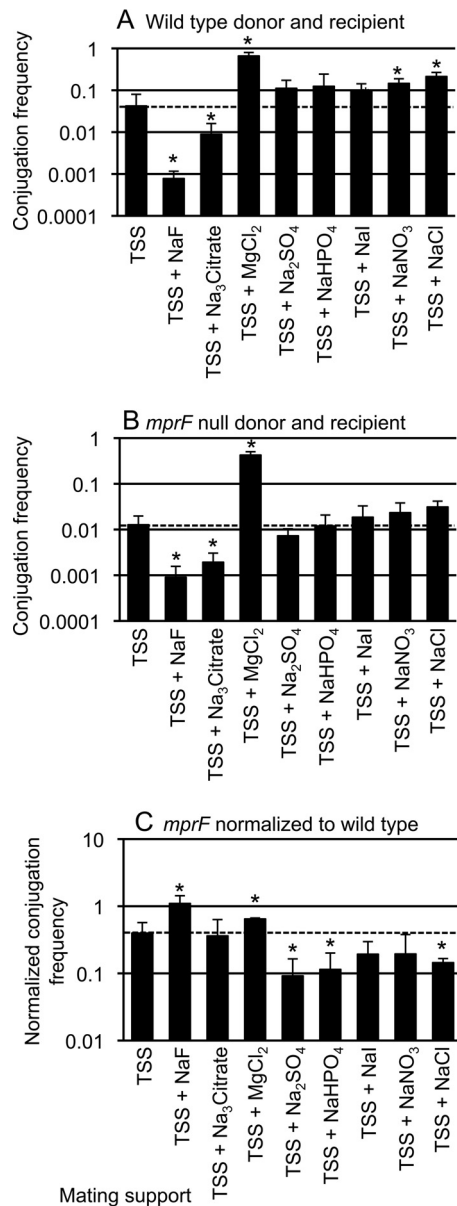 A Wild type donor and recipient
Conjugation frequency
1
0.1
0.01
0.001
0.0001
* * * * *
TSS
TSS + NaF
TSS + Na₃Citrate
TSS + MgCl₂
TSS + Na₂SO₄
TSS + NaHPO₄
TSS + NaI
TSS + NaNO₃
TSS + NaCl
B mprF null donor and recipient
Conjugation frequency
1
0.1
0.01
0.001
0.0001
* * *
TSS
TSS + NaF
TSS + Na₃Citrate
TSS + MgCl₂
TSS + Na₂SO₄
TSS + NaHPO₄
TSS + NaI
TSS + NaNO₃
TSS + NaCl
C mprF normalized to wild type
Normalized conjugation
frequency
10
1
0.1
0.01
* * * * *
TSS
TSS + NaF
TSS + Na₃Citrate
TSS + MgCl₂
TSS + Na₂SO₄
TSS + NaHPO₄
TSS + NaI
TSS + NaNO₃
TSS + NaCl
Mating support